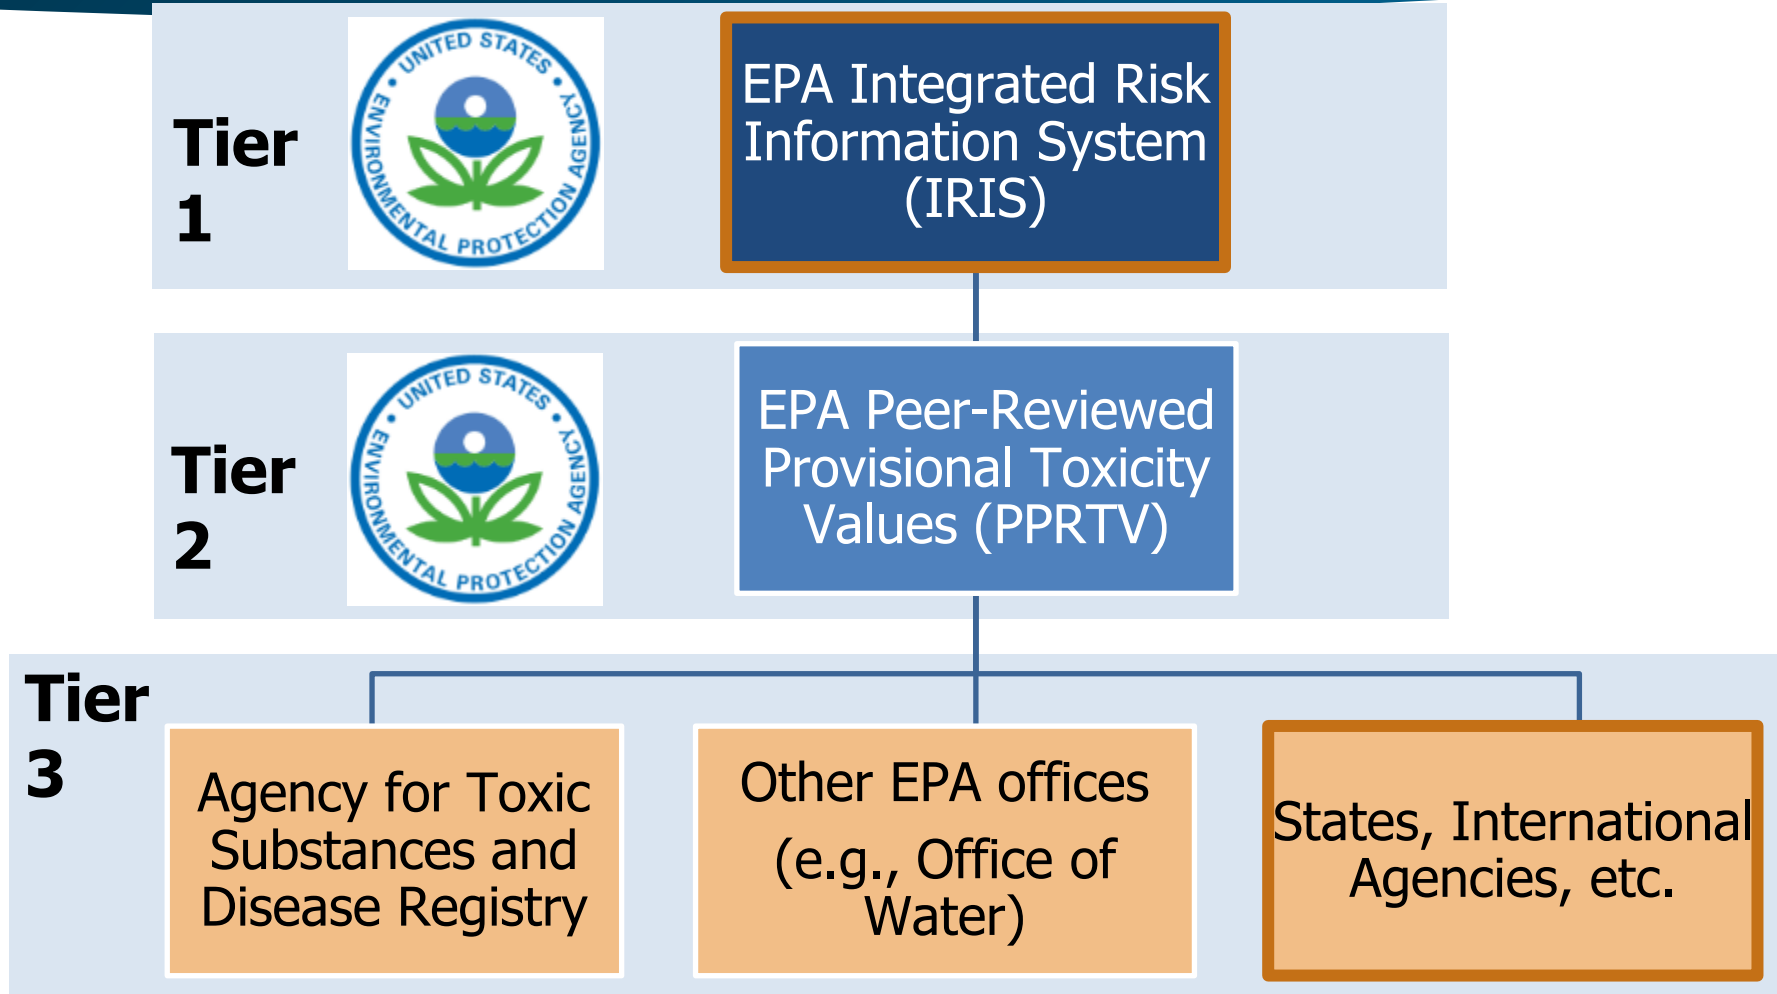 Tier
1
UNITED STATES • ENVIRONMENTAL PROTECTION AGENCY •
EPA Integrated Risk
Information System
(IRIS)
Tier
2
UNITED STATES • ENVIRONMENTAL PROTECTION AGENCY •
EPA Peer-Reviewed
Provisional Toxicity
Values (PPRTV)
Tier
3
Agency for Toxic
Substances and
Disease Registry
Other EPA offices
(e.g., Office of
Water)
States, International
Agencies, etc.